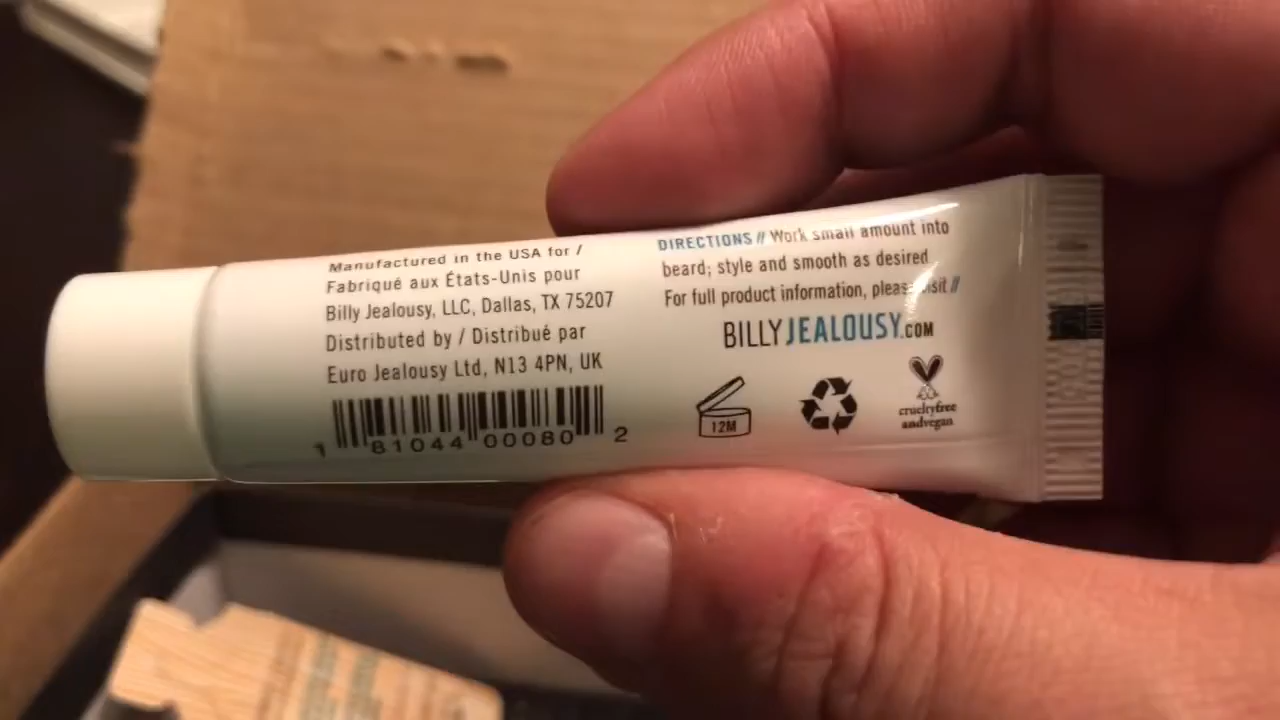 Manufactured in the USA for /
Fabriqué aux États-Unis pour
Billy Jealousy, LLC, Dallas, TX 75207
Distributed by / Distribué par
Euro Jealousy Ltd, N13 4PN, UK
1 81044 00080 2
DIRECTIONS // Work small amount into
beard; style and smooth as desired
For full product information, please visit //
BILLYJEALOUSY.COM
12M
crueltyfree
andvegan